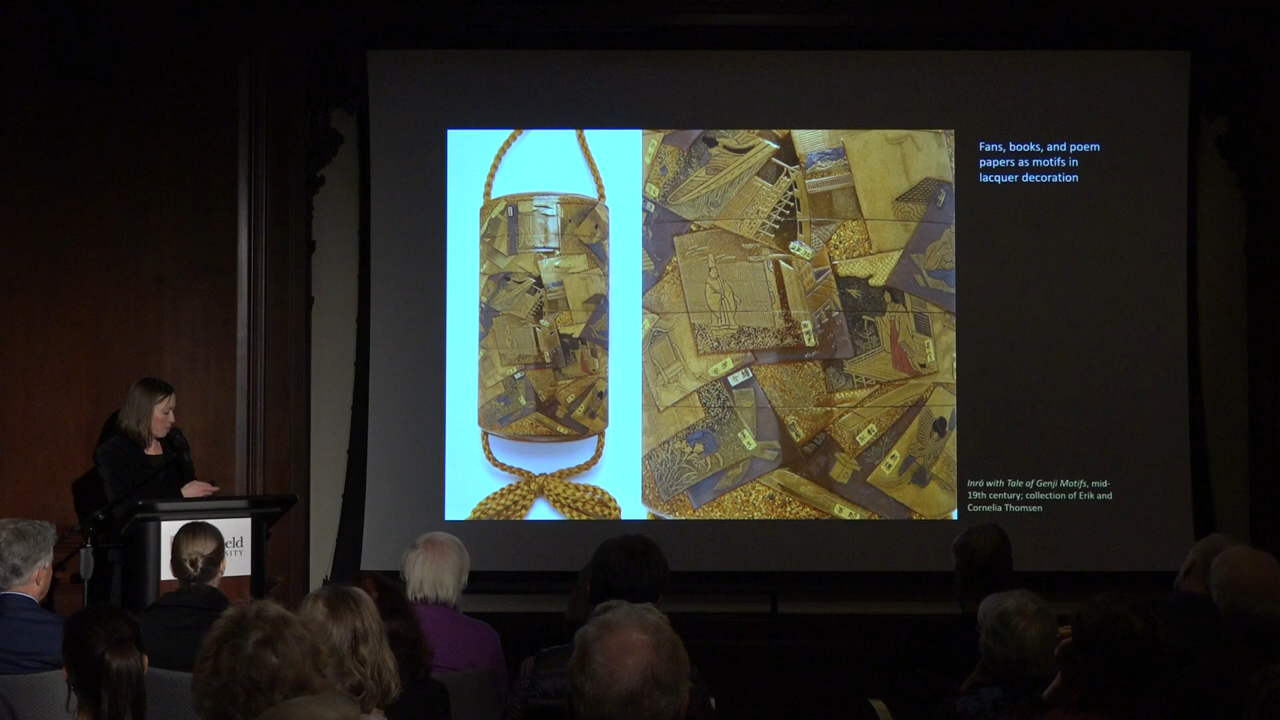 Fans, books, and poem
papers as motifs in
lacquer decoration
Inrō with Tale of Genji Motifs, mid-
19th century; collection of Erik and
Cornelia Thomsen